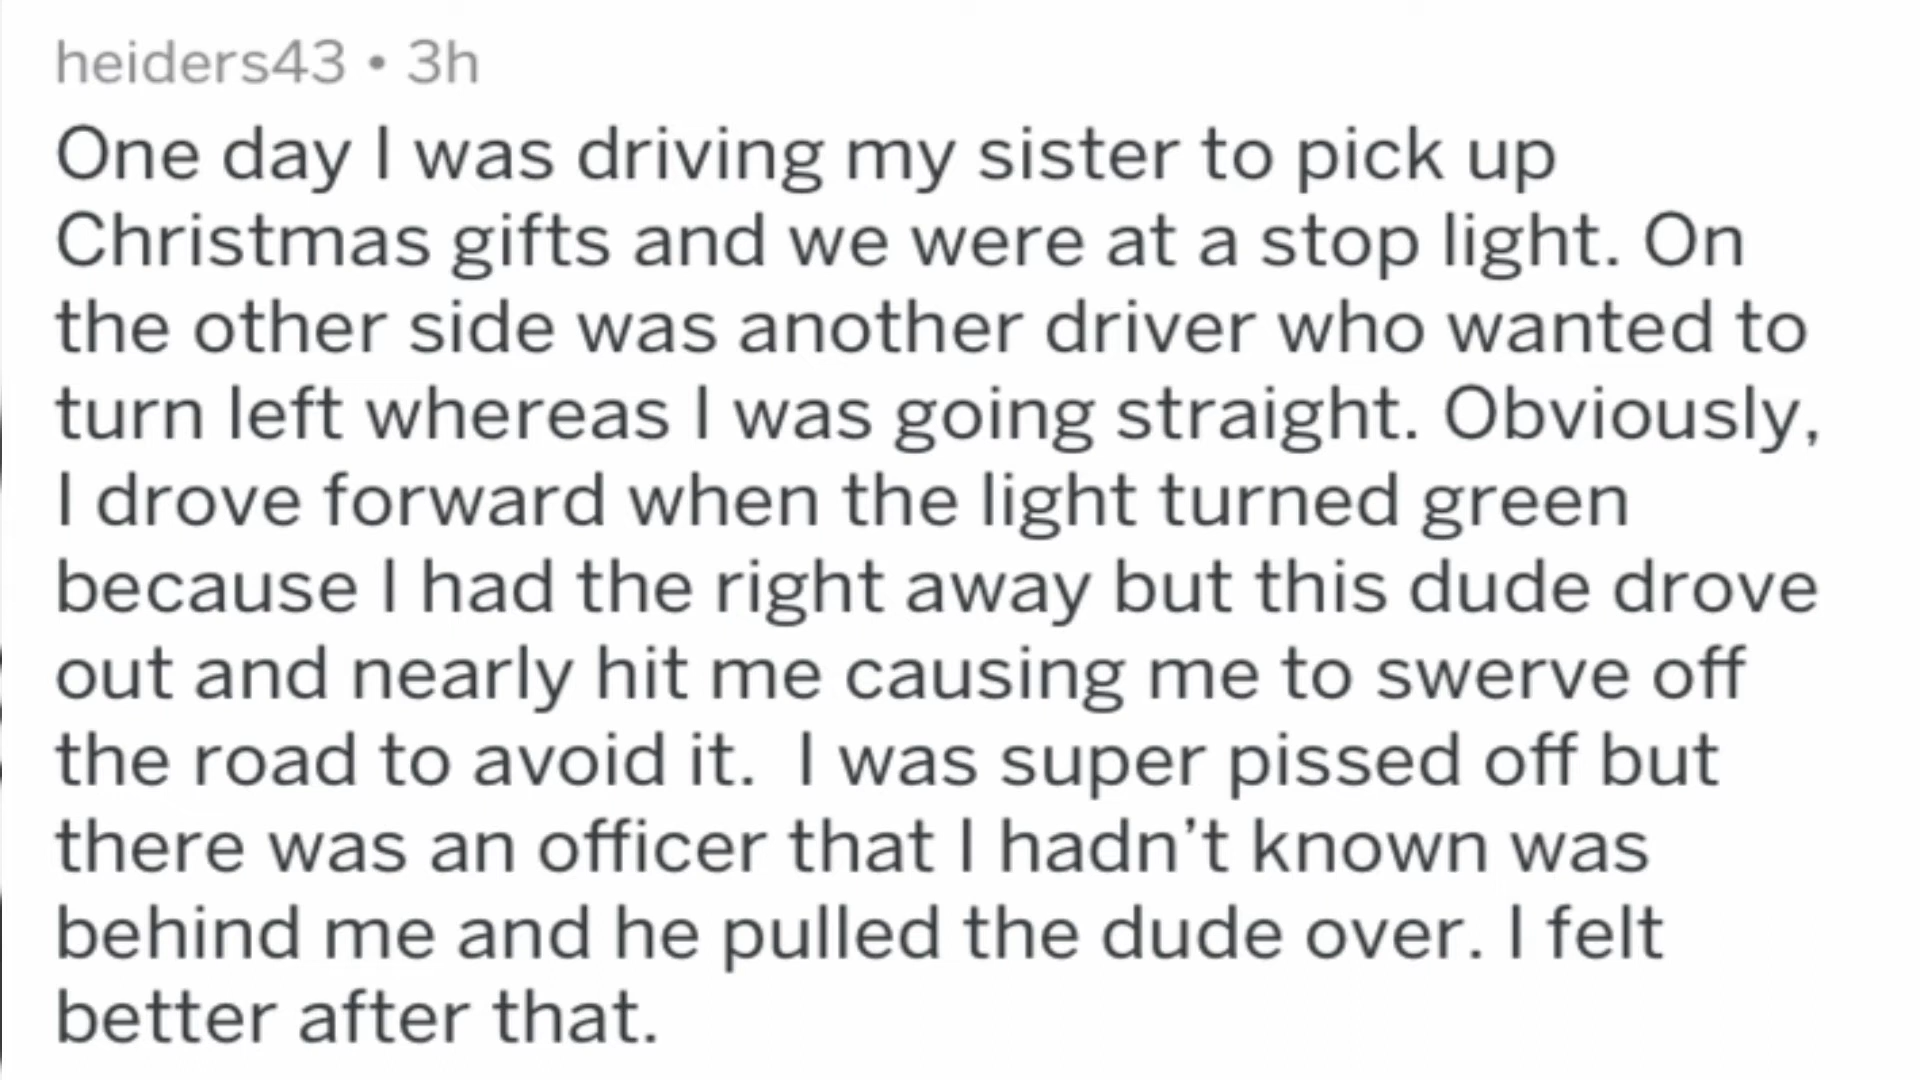 heiders43 • 3h
One day I was driving my sister to pick up
Christmas gifts and we were at a stop light. On
the other side was another driver who wanted to
turn left whereas I was going straight. Obviously,
I drove forward when the light turned green
because I had the right away but this dude drove
out and nearly hit me causing me to swerve off
the road to avoid it.  I was super pissed off but
there was an officer that I hadn’t known was
behind me and he pulled the dude over. I felt
better after that.